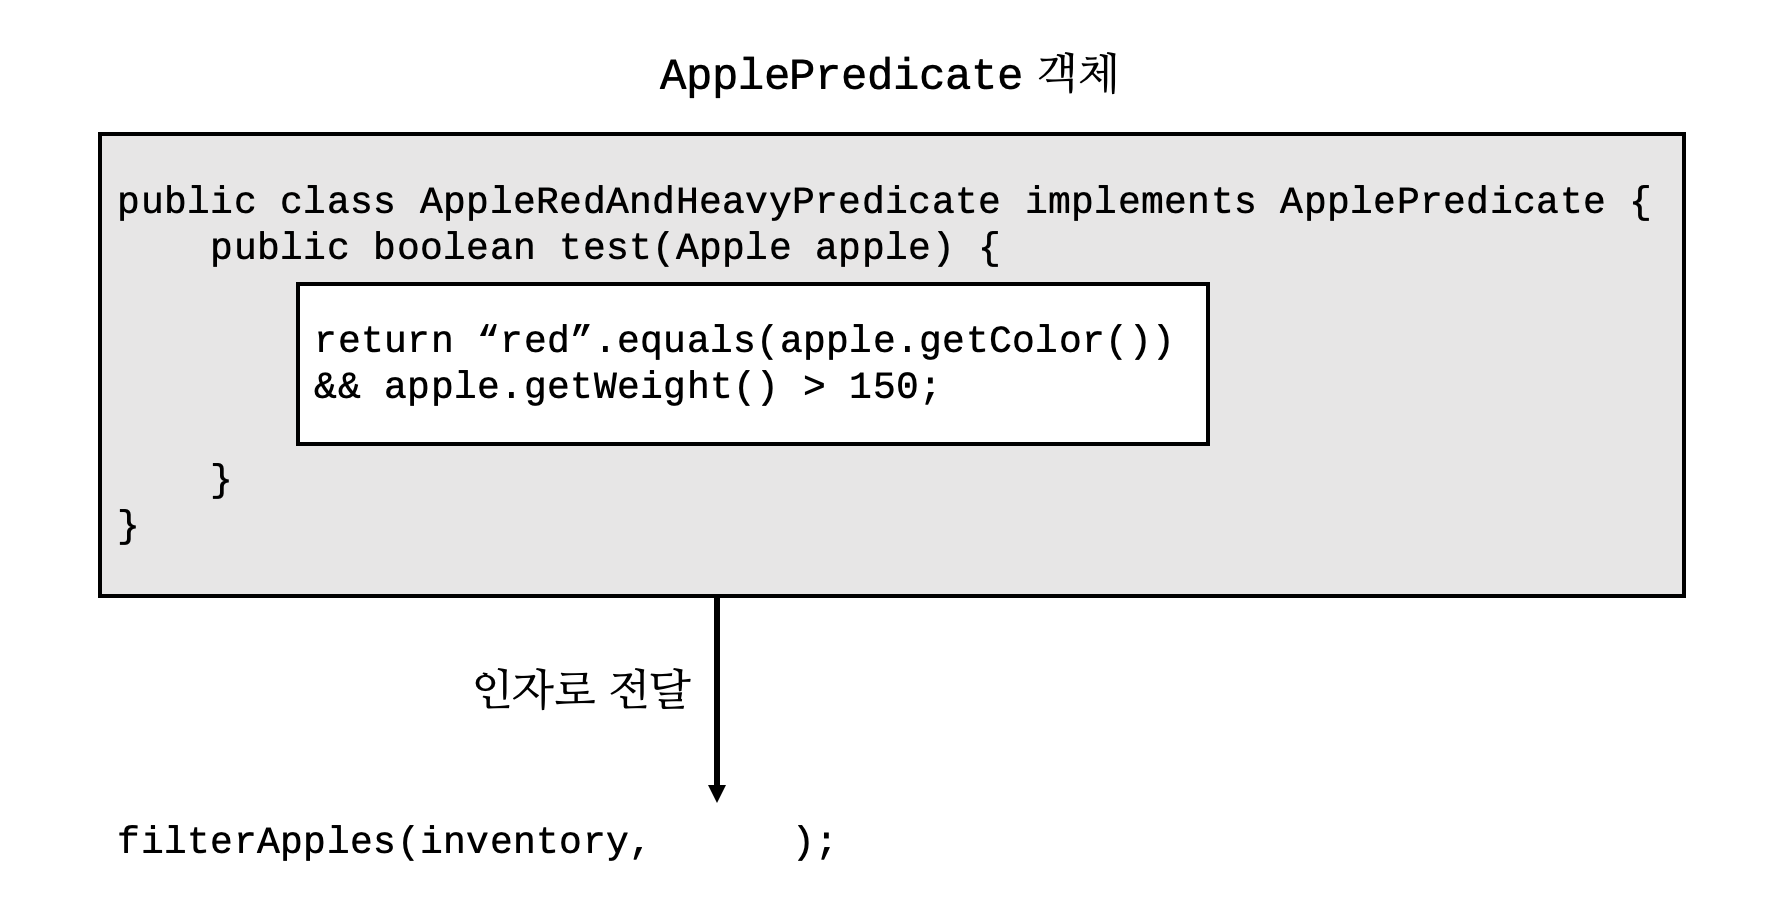 ApplePredicate 객체
public class AppleRedAndHeavyPredicate implements ApplePredicate {
public boolean test(Apple apple) {
return “red”.equals(apple.getColor())
&& apple.getWeight() > 150;
}
}
인자로 전달
filterApples(inventory,      );